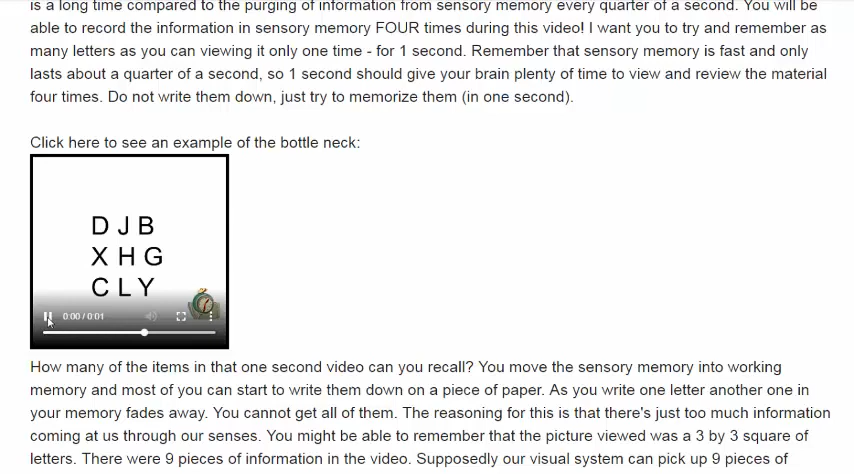 is a long time compared to the purging of information from sensory memory every quarter of a second. You will be
able to record the information in sensory memory FOUR times during this video! I want you to try and remember as
many letters as you can viewing it only one time - for 1 second. Remember that sensory memory is fast and only
lasts about a quarter of a second, so 1 second should give your brain plenty of time to view and review the material
four times. Do not write them down, just try to memorize them (in one second).
Click here to see an example of the bottle neck:
D J B
X H G
C L Y
0:00 / 0:01
How many of the items in that one second video can you recall? You move the sensory memory into working
memory and most of you can start to write them down on a piece of paper. As you write one letter another one in
your memory fades away. You cannot get all of them. The reasoning for this is that there's just too much information
coming at us through our senses. You might be able to remember that the picture viewed was a 3 by 3 square of
letters. There were 9 pieces of information in the video. Supposedly our visual system can pick up 9 pieces of